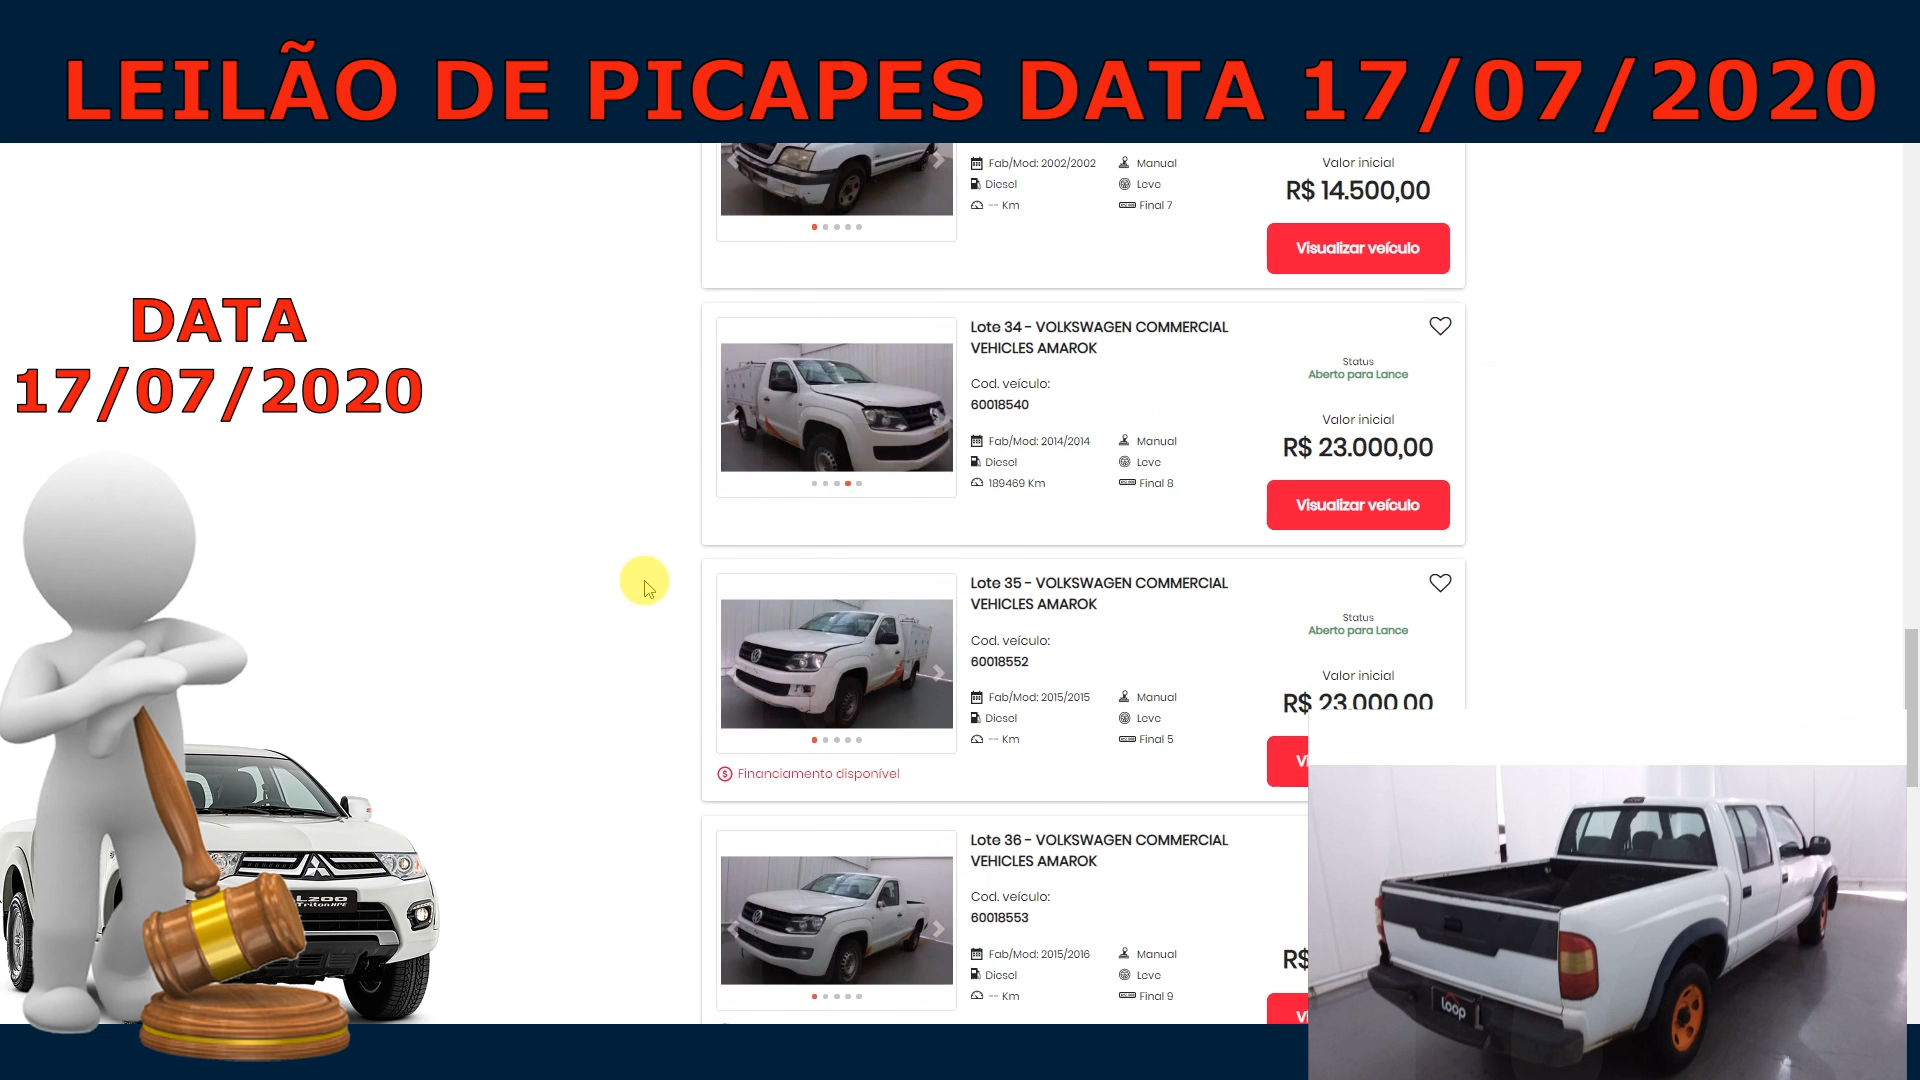 LEILÃO DE PICAPES DATA 17/07/2020
DATA
17/07/2020
Fab/Mod: 2002/2002
Manual
Diesel
Leve
-- Km
Final 7
Valor inicial
R$ 14.500,00
Visualizar veículo
Lote 34 - VOLKSWAGEN COMMERCIAL
VEHICLES AMAROK
Cod. veículo:
60018540
Fab/Mod: 2014/2014
Manual
Diesel
Leve
189469 Km
Final 8
Status
Aberto para Lance
Valor inicial
R$ 23.000,00
Visualizar veículo
Lote 35 - VOLKSWAGEN COMMERCIAL
VEHICLES AMAROK
Cod. veículo:
60018552
Fab/Mod: 2015/2015
Manual
Diesel
Leve
-- Km
Final 5
Financiamento disponível
Status
Aberto para Lance
Valor inicial
R$ 23.000,00
Vi
Lote 36 - VOLKSWAGEN COMMERCIAL
VEHICLES AMAROK
Cod. veículo:
60018553
Fab/Mod: 2015/2016
Manual
Diesel
Leve
-- Km
Final 9
R$
Vi
L200
Triton HPE
loop